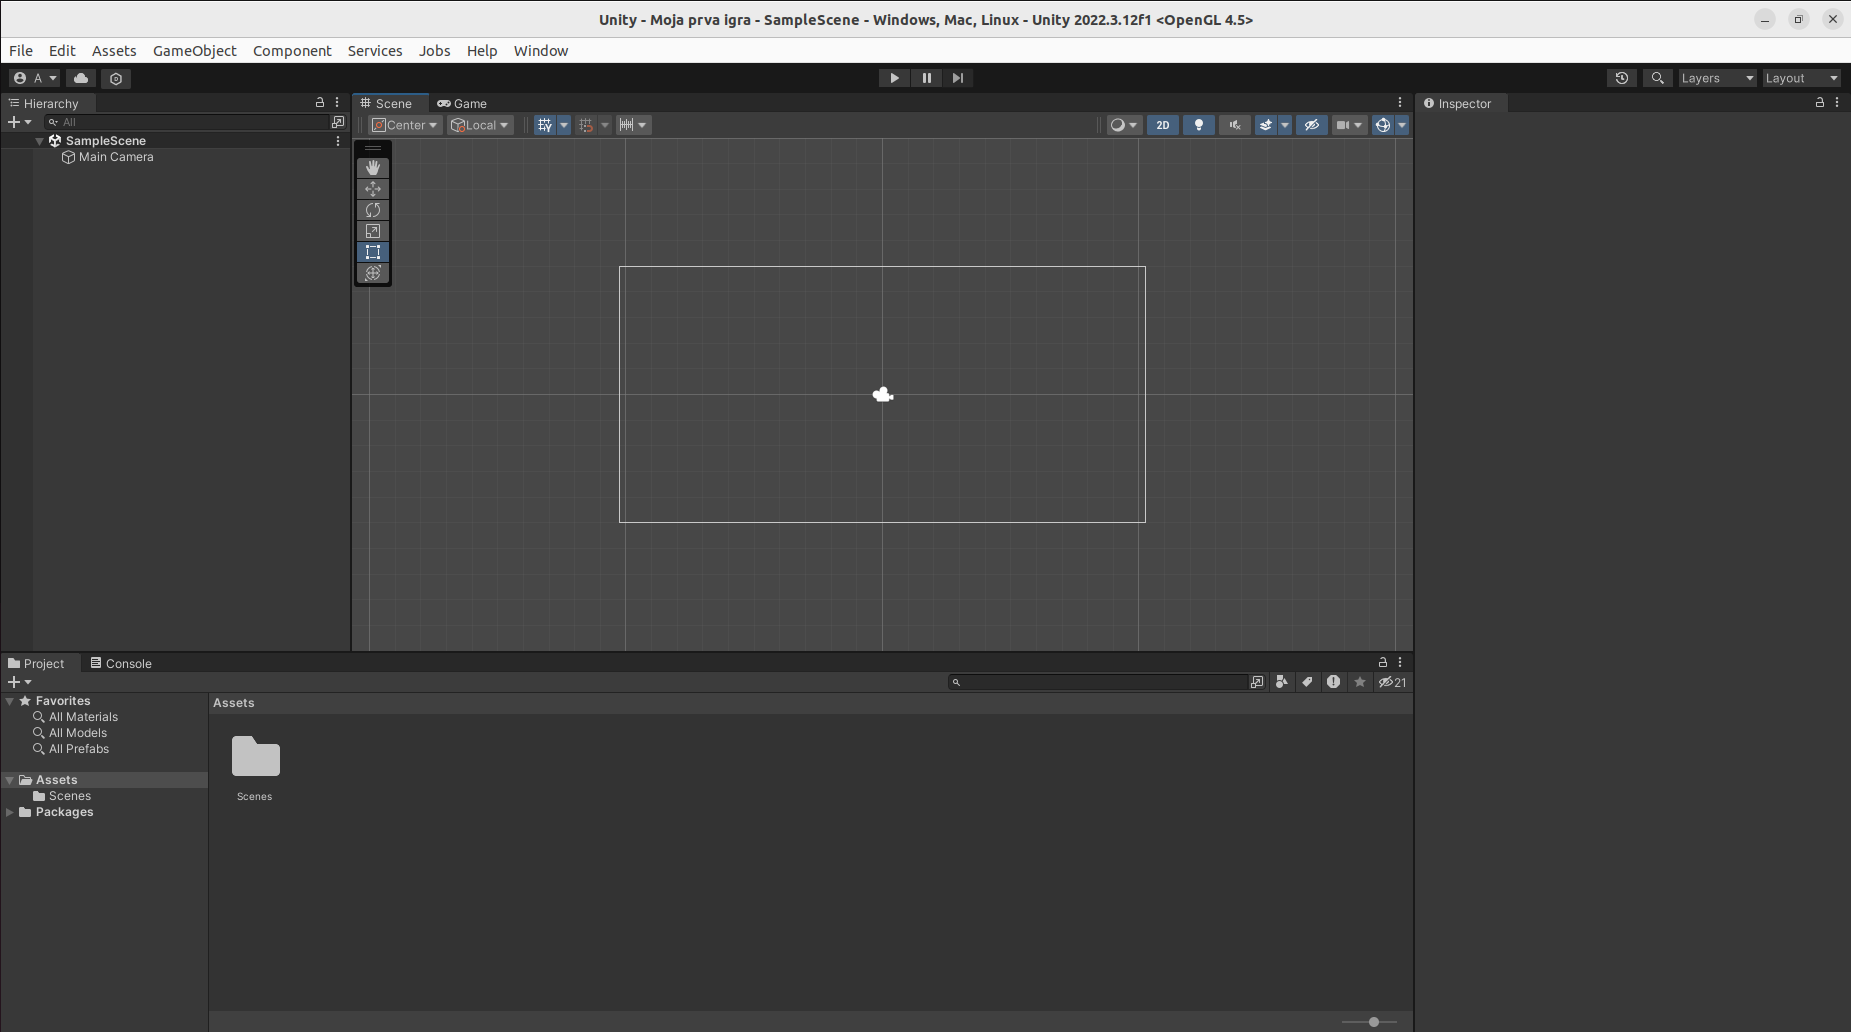 Unity - Moja prva igra - SampleScene - Windows, Mac, Linux - Unity 2022.3.12f1 <OpenGL 4.5>
File Edit Assets GameObject Component Services Jobs Help Window
A Layers Layout
Hierarchy Scene Game Inspector
All Center Local 2D
SampleScene
Main Camera
Project Console
21
Favorites Assets
All Materials
All Models
All Prefabs
Assets
Scenes Scenes
Packages